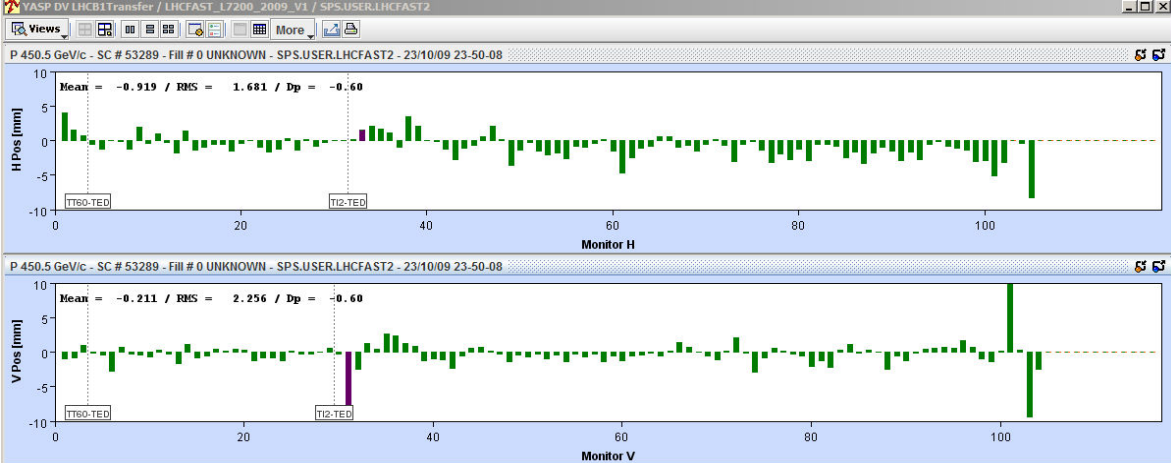 YASP DV LHCB1Transfer / LHCFAST_L7200_2009_V1 / SPS.USER.LHCFAST2
Views More
P 450.5 GeV/c - SC # 53289 - Fill # 0 UNKNOWN - SPS.USER.LHCFAST2 - 23/10/09 23-50-08
Mean = -0.919 / RMS = 1.681 / Dp = -0.60
10
5
0
-5
-10
H Pos [mm]
TT60-TED TI2-TED
0 20 40 60 80 100
Monitor H
P 450.5 GeV/c - SC # 53289 - Fill # 0 UNKNOWN - SPS.USER.LHCFAST2 - 23/10/09 23-50-08
Mean = -0.211 / RMS = 2.256 / Dp = -0.60
10
5
0
-5
-10
V Pos [mm]
TT60-TED TI2-TED
0 20 40 60 80 100
Monitor V